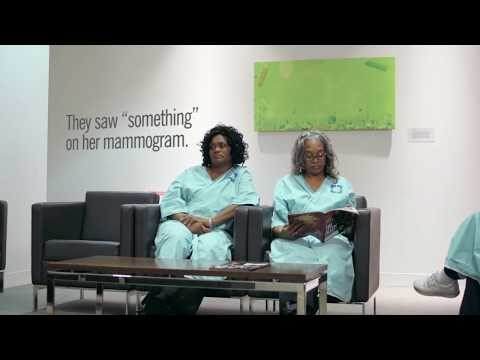 They saw “something”
on her mammogram.